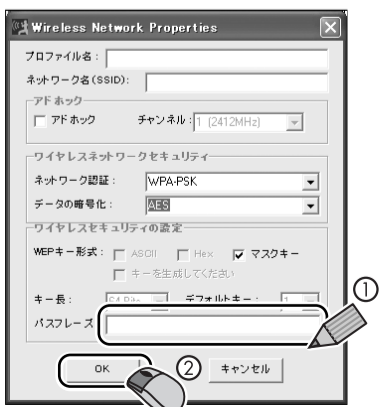 Wireless Network Properties
プロファイル名：
ネットワーク名(SSID)：
アドホック
アドホック チャンネル：1 (2412MHz)
ワイヤレスネットワークセキュリティ
ネットワーク認証： WPA-PSK
データの暗号化： AES
ワイヤレスセキュリティの設定
WEPキー形式： ASCII Hex マスクキー
キーを生成してください
キー長： デフォルトキー： 1
①
パスフレーズ
OK ② キャンセル